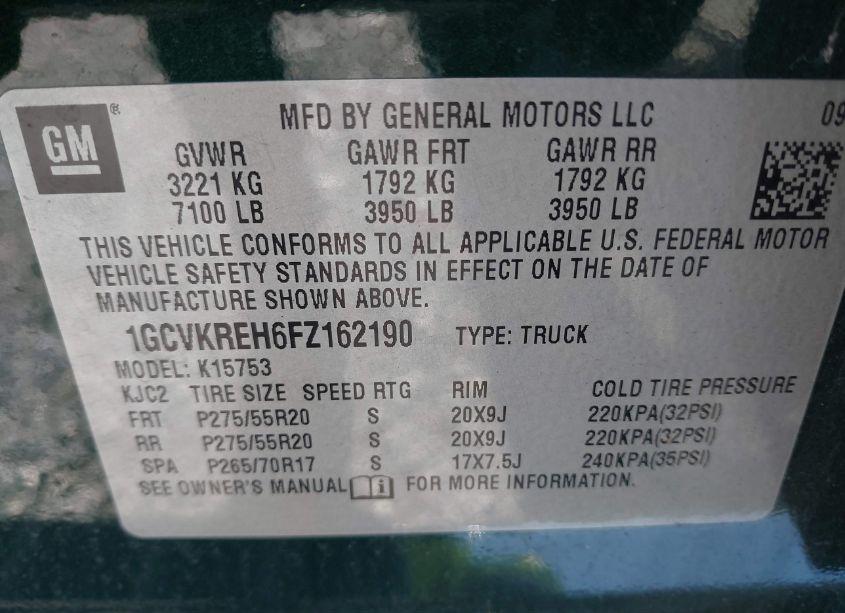 GM ®
MFD BY GENERAL MOTORS LLC 09
GVWR GAWR FRT GAWR RR
3221 KG 1792 KG 1792 KG
7100 LB 3950 LB 3950 LB
THIS VEHICLE CONFORMS TO ALL APPLICABLE U.S. FEDERAL MOTOR
VEHICLE SAFETY STANDARDS IN EFFECT ON THE DATE OF
MANUFACTURE SHOWN ABOVE.
1GCVKREH6FZ162190 TYPE: TRUCK
MODEL: K15753
KJC2 TIRE SIZE SPEED RTG RIM COLD TIRE PRESSURE
FRT P275/55R20 S 20X9J 220KPA(32PSI)
RR P275/55R20 S 20X9J 220KPA(32PSI)
SPA P265/70R17 S 17X7.5J 240KPA(35PSI)
SEE OWNER'S MANUAL FOR MORE INFORMATION.